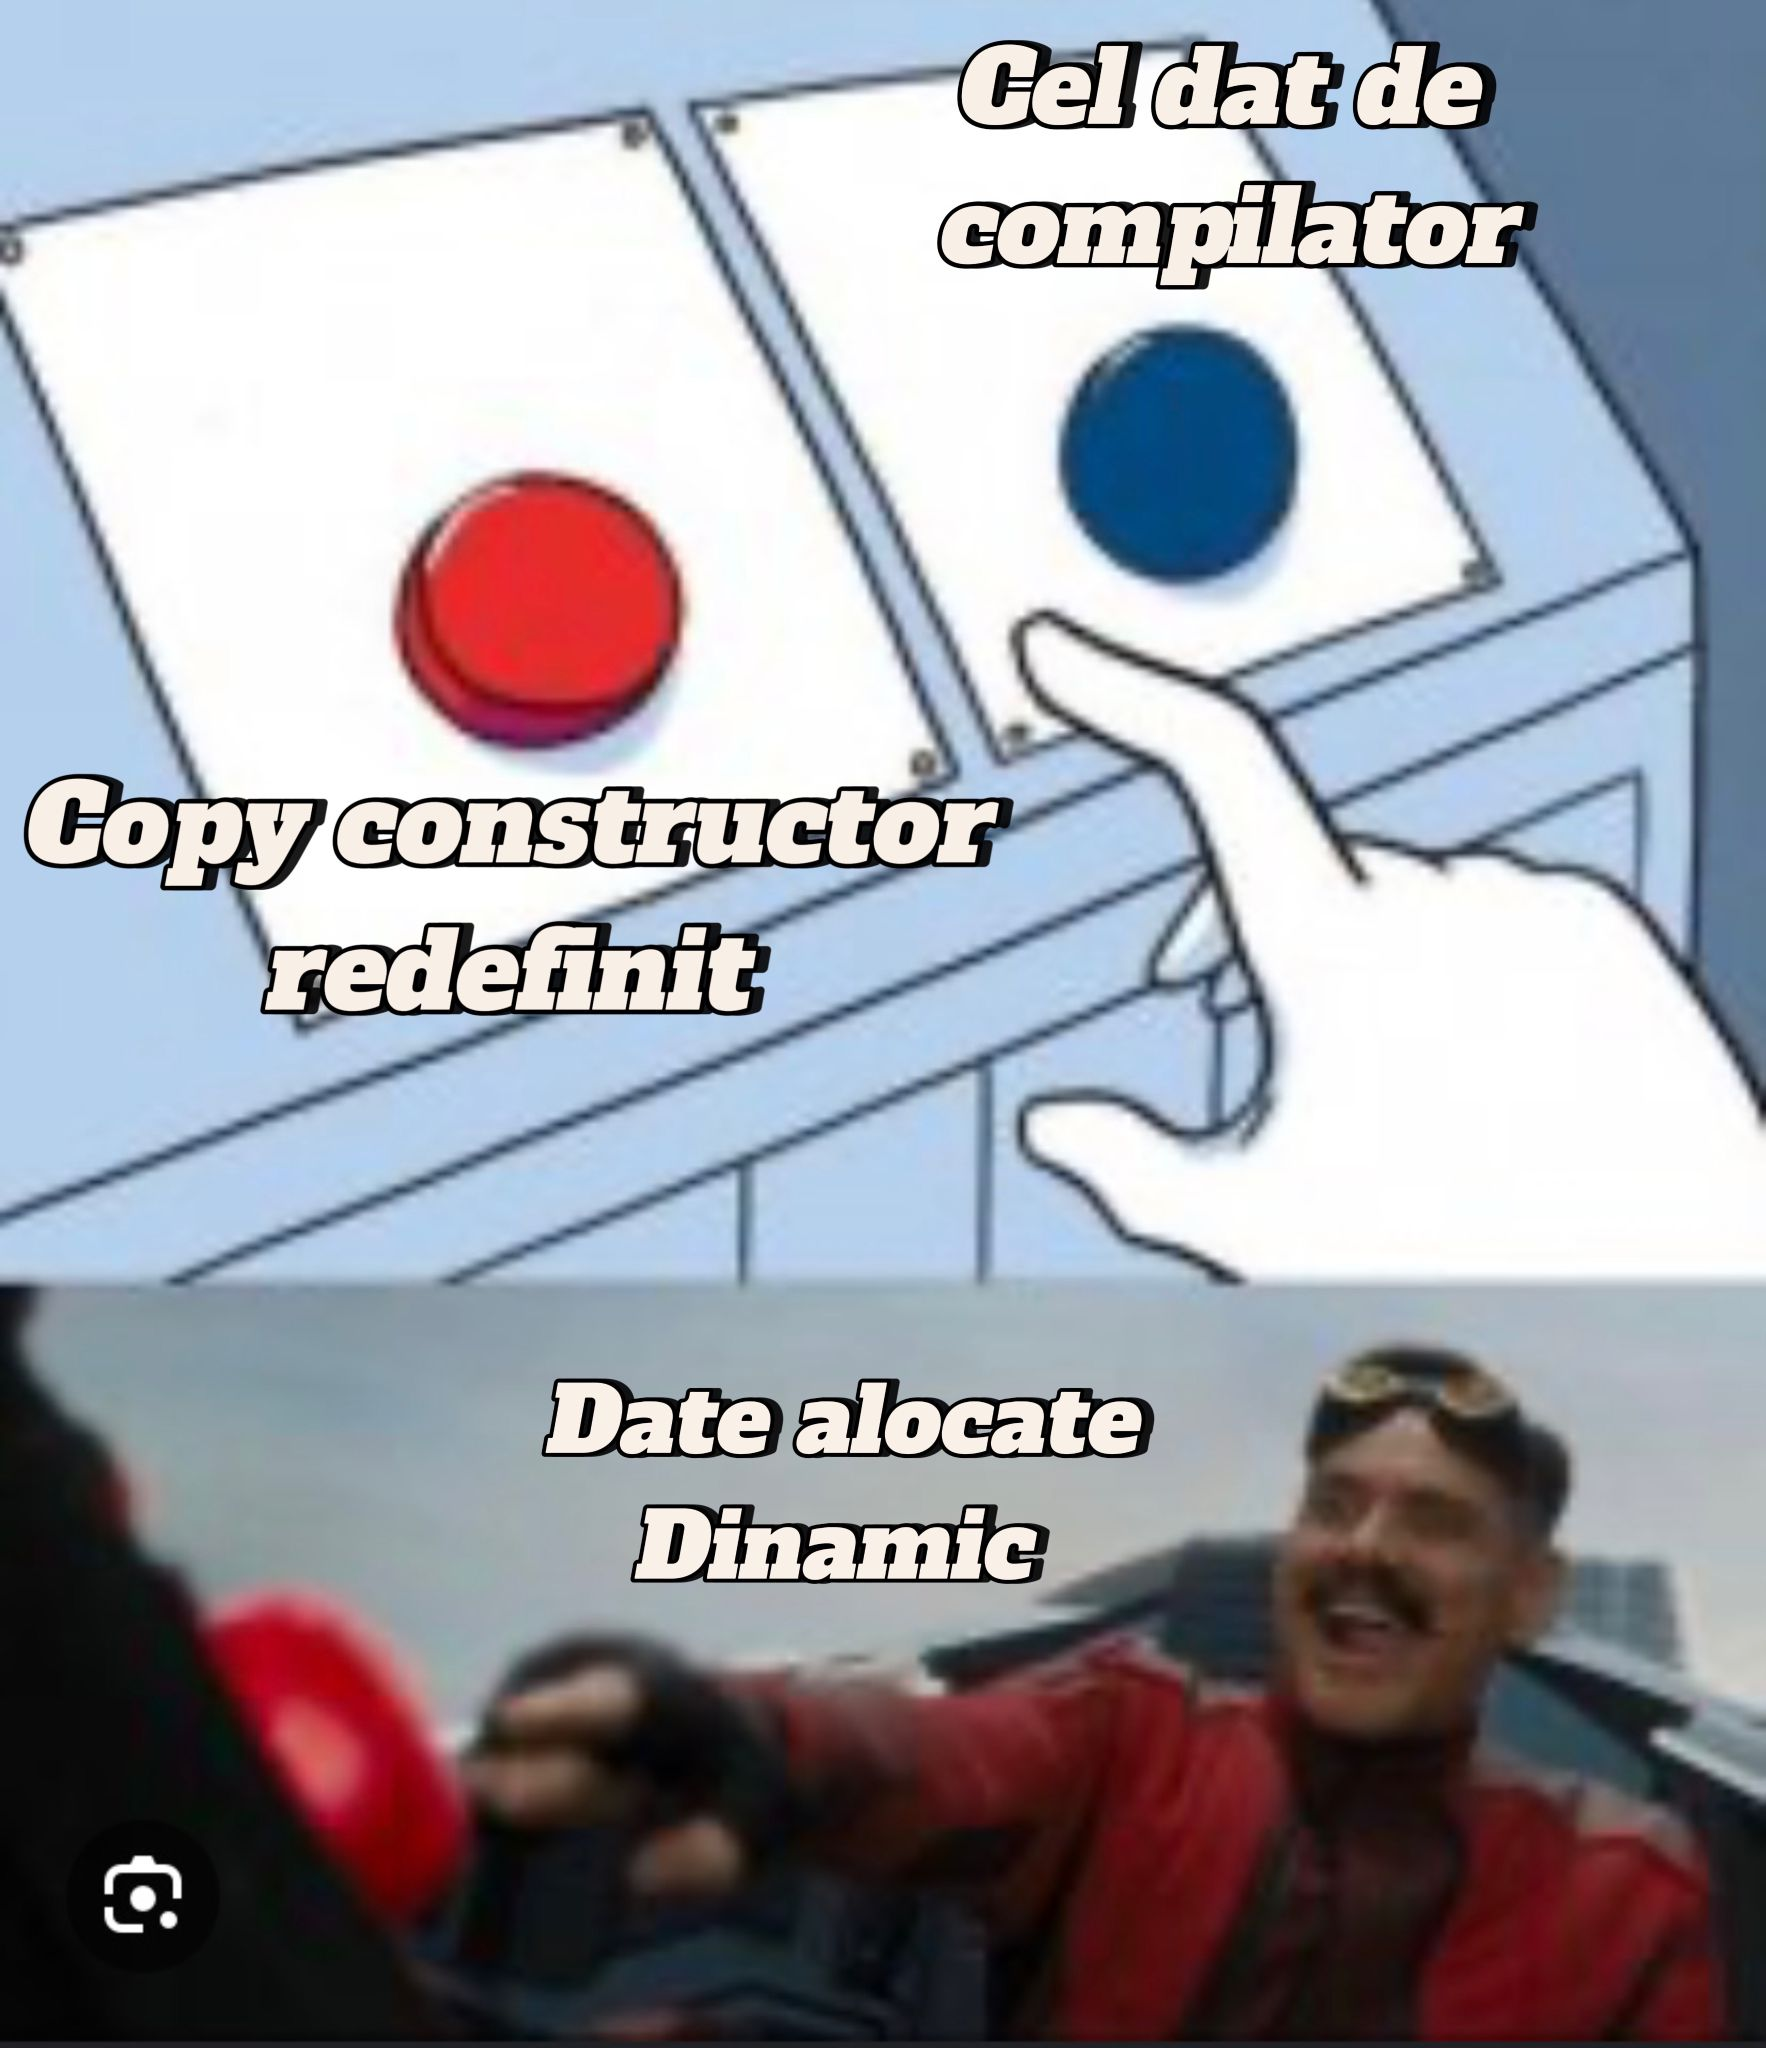 Cel dat de
compilator
Copy constructor
redefinit
Date alocate
Dinamic